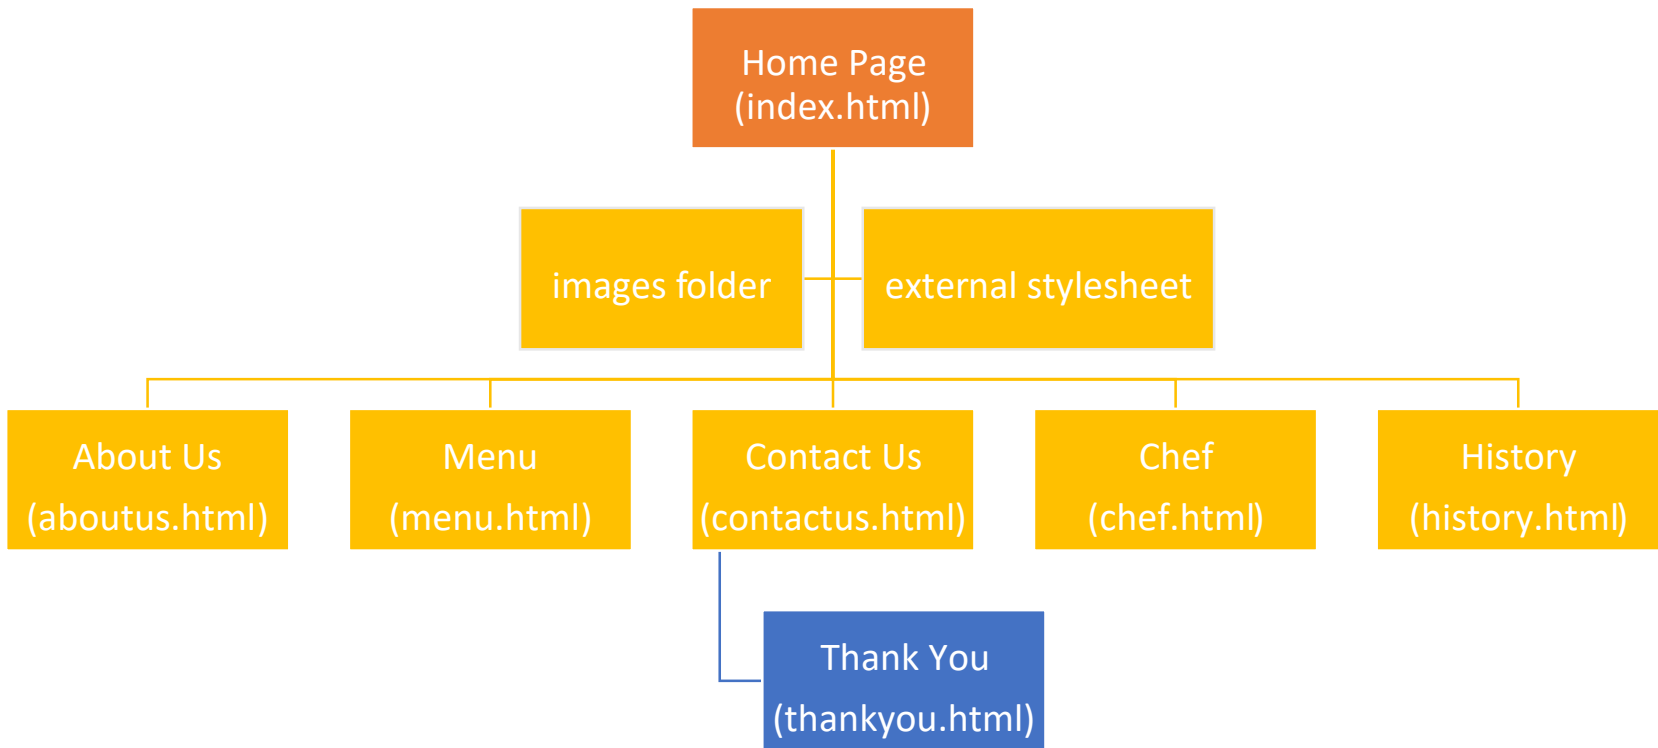 Home Page
(index.html)
images folder
external stylesheet
About Us
(aboutus.html)
Menu
(menu.html)
Contact Us
(contactus.html)
Chef
(chef.html)
History
(history.html)
Thank You
(thankyou.html)